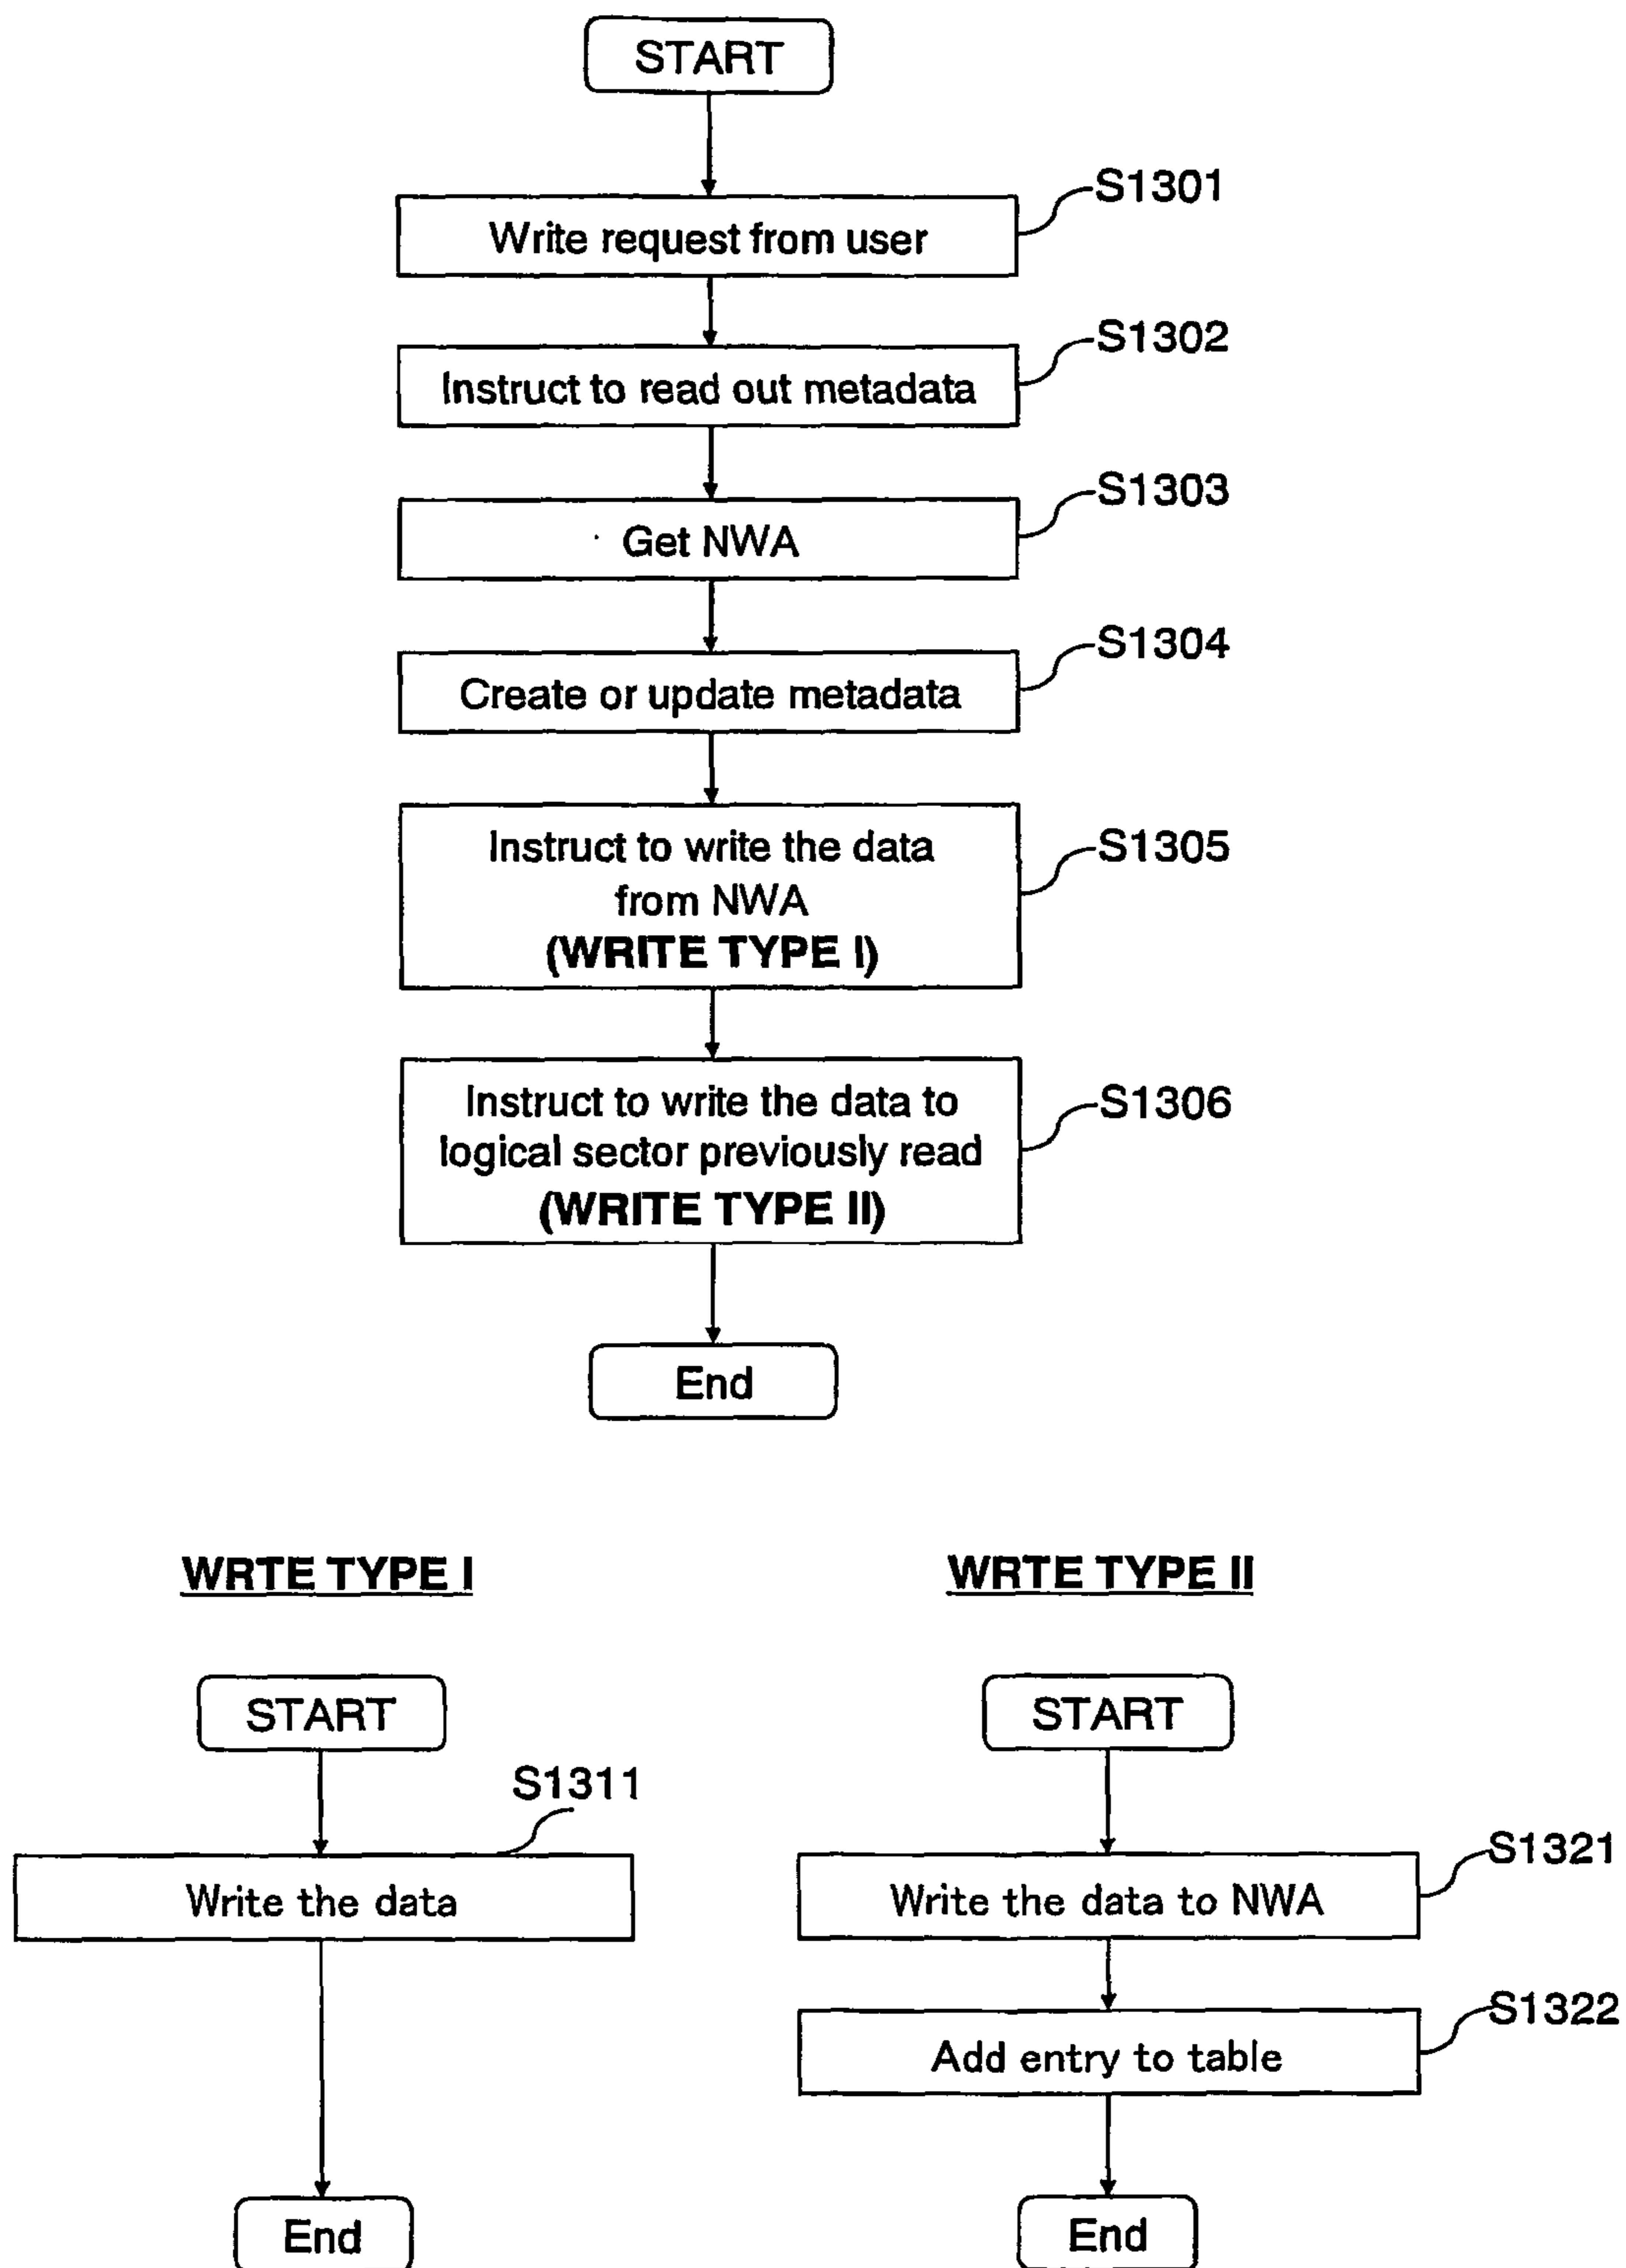 START
S1301
Write request from user
S1302
Instruct to read out metadata
S1303
Get NWA
S1304
Create or update metadata
S1305
Instruct to write the data
from NWA
(WRITE TYPE I)
S1306
Instruct to write the data to
logical sector previously read
(WRITE TYPE II)
End
WRTE TYPE I
START
S1311
Write the data
End
WRTE TYPE II
START
S1321
Write the data to NWA
S1322
Add entry to table
End